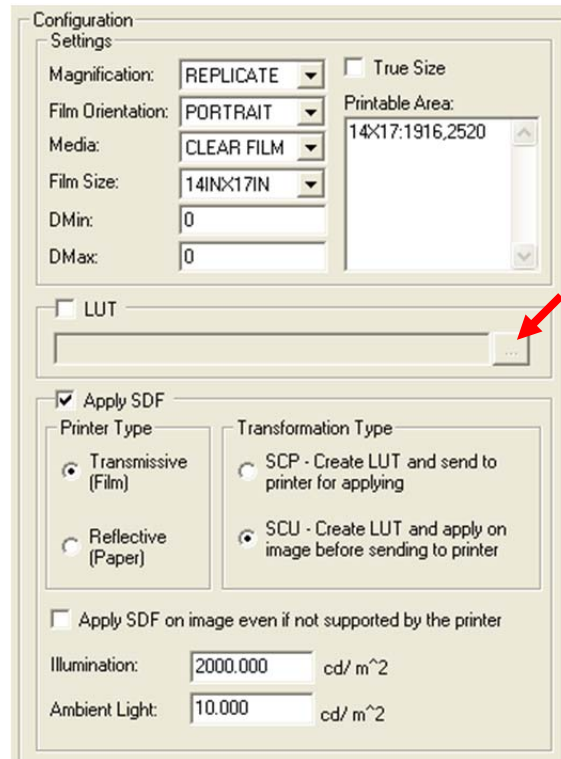 Configuration
Settings
Magnification: REPLICATE
True Size
Film Orientation: PORTRAIT
Printable Area:
14X17:1916,2520
Media: CLEAR FILM
Film Size: 14INX17IN
DMin: 0
DMax: 0
LUT
...
Apply SDF
Printer Type
Transmissive
(Film)
Reflective
(Paper)
Transformation Type
SCP - Create LUT and send to
printer for applying
SCU - Create LUT and apply on
image before sending to printer
Apply SDF on image even if not supported by the printer
Illumination: 2000.000 cd/ m^2
Ambient Light: 10.000 cd/ m^2